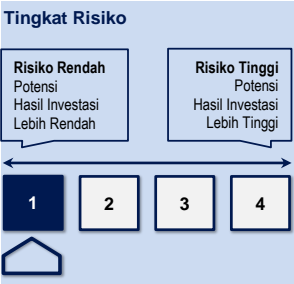 Tingkat Risiko
Risiko Rendah
Potensi
Hasil Investasi
Lebih Rendah
Risiko Tinggi
Potensi
Hasil Investasi
Lebih Tinggi
1 2 3 4